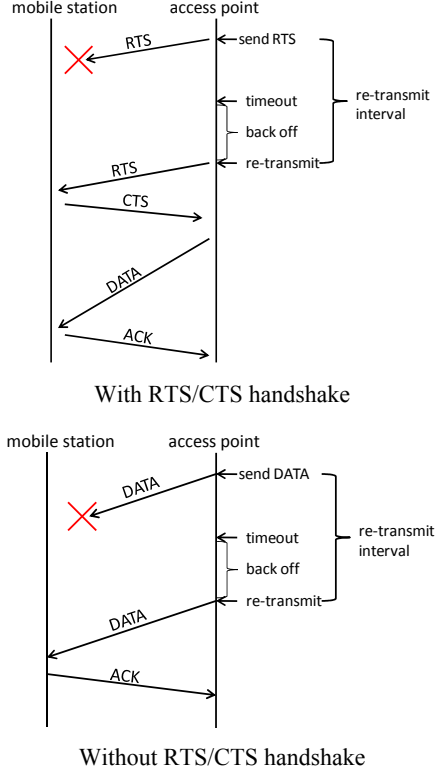 mobile station access point
RTS
send RTS
timeout
re-transmit
interval
back off
RTS
re-transmit
CTS
DATA
ACK
With RTS/CTS handshake
mobile station access point
DATA
send DATA
timeout
re-transmit
interval
back off
DATA
re-transmit
ACK
Without RTS/CTS handshake